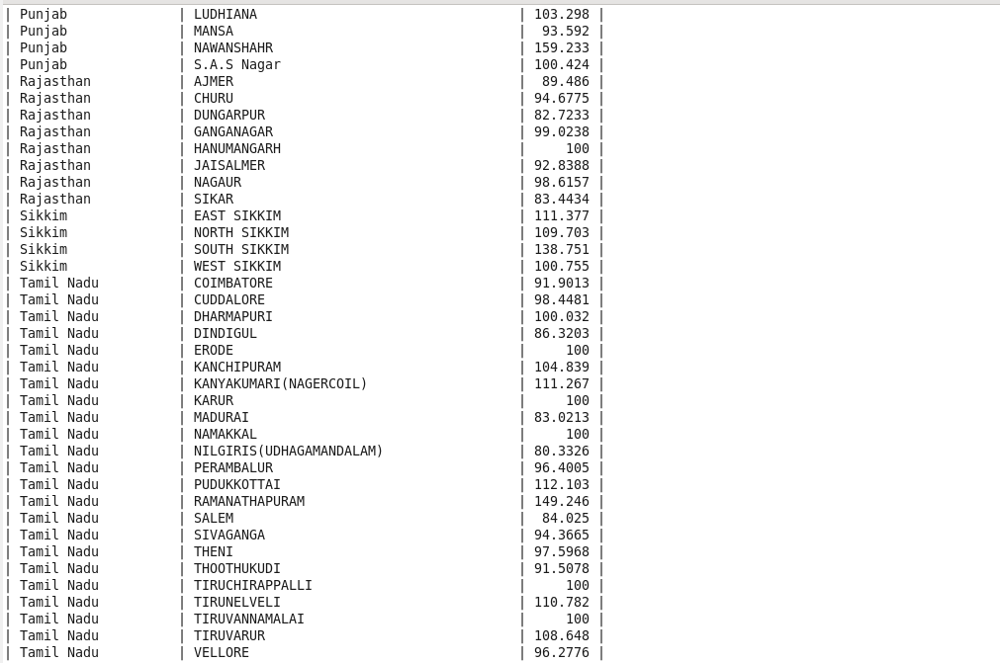 | Punjab | LUDHIANA | 103.298 |
| Punjab | MANSA | 93.592 |
| Punjab | NAWANSHAHR | 159.233 |
| Punjab | S.A.S Nagar | 100.424 |
| Rajasthan | AJMER | 89.486 |
| Rajasthan | CHURU | 94.6775 |
| Rajasthan | DUNGARPUR | 82.7233 |
| Rajasthan | GANGANAGAR | 99.0238 |
| Rajasthan | HANUMANGARH | 100 |
| Rajasthan | JAISALMER | 92.8388 |
| Rajasthan | NAGAUR | 98.6157 |
| Rajasthan | SIKAR | 83.4434 |
| Sikkim | EAST SIKKIM | 111.377 |
| Sikkim | NORTH SIKKIM | 109.703 |
| Sikkim | SOUTH SIKKIM | 138.751 |
| Sikkim | WEST SIKKIM | 100.755 |
| Tamil Nadu | COIMBATORE | 91.9013 |
| Tamil Nadu | CUDDALORE | 98.4481 |
| Tamil Nadu | DHARMAPURI | 100.032 |
| Tamil Nadu | DINDIGUL | 86.3203 |
| Tamil Nadu | ERODE | 100 |
| Tamil Nadu | KANCHIPURAM | 104.839 |
| Tamil Nadu | KANYAKUMARI(NAGERCOIL) | 111.267 |
| Tamil Nadu | KARUR | 100 |
| Tamil Nadu | MADURAI | 83.0213 |
| Tamil Nadu | NAMAKKAL | 100 |
| Tamil Nadu | NILGIRIS(UDHAGAMANDALAM) | 80.3326 |
| Tamil Nadu | PERAMBALUR | 96.4005 |
| Tamil Nadu | PUDUKKOTTAI | 112.103 |
| Tamil Nadu | RAMANATHAPURAM | 149.246 |
| Tamil Nadu | SALEM | 84.025 |
| Tamil Nadu | SIVAGANGA | 94.3665 |
| Tamil Nadu | THENI | 97.5968 |
| Tamil Nadu | THOOTHUKUDI | 91.5078 |
| Tamil Nadu | TIRUCHIRAPPALLI | 100 |
| Tamil Nadu | TIRUNELVELI | 110.782 |
| Tamil Nadu | TIRUVANNAMALAI | 100 |
| Tamil Nadu | TIRUVARUR | 108.648 |
| Tamil Nadu | VELLORE | 96.2776 |